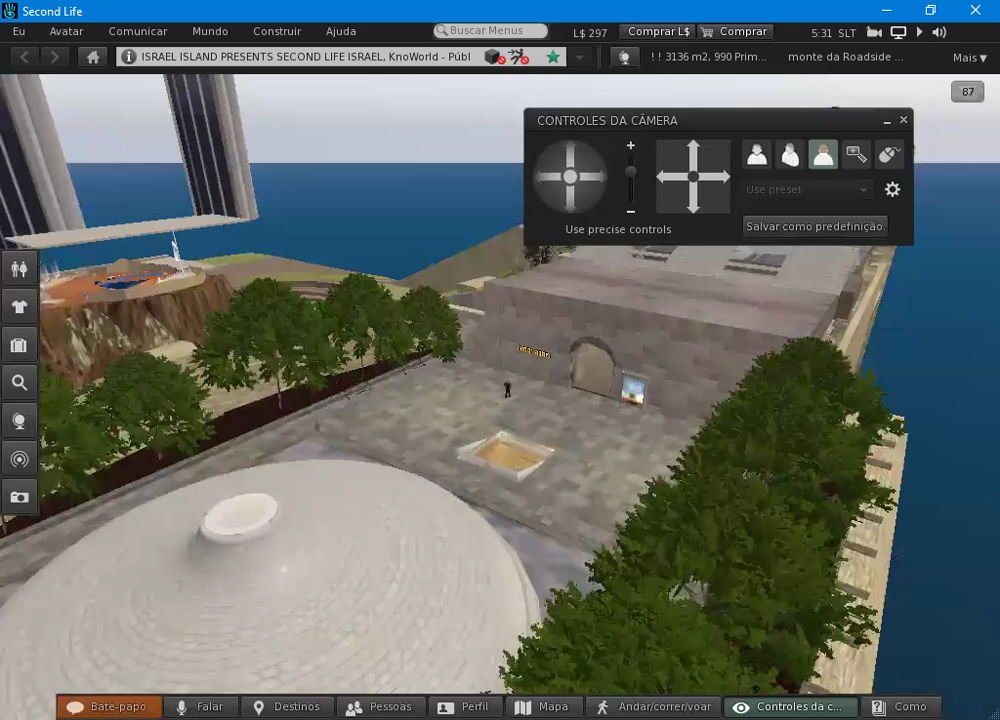 Second Life
Eu Avatar Comunicar Mundo Construir Ajuda
Buscar Menus
L$ 297
Comprar L$
Comprar
5:31 SLT
ISRAEL ISLAND PRESENTS SECOND LIFE ISRAEL, KnoWorld - Públ
!! 3136 m2, 990 Prim...
monte da Roadside ...
Mais
87
CONTROLES DA CÂMERA
Use preset
Use precise controls
Salvar como predefinição.
Bate-papo
Falar
Destinos
Pessoas
Perfil
Mapa
Andar/correr/voar
Controles da c...
Como